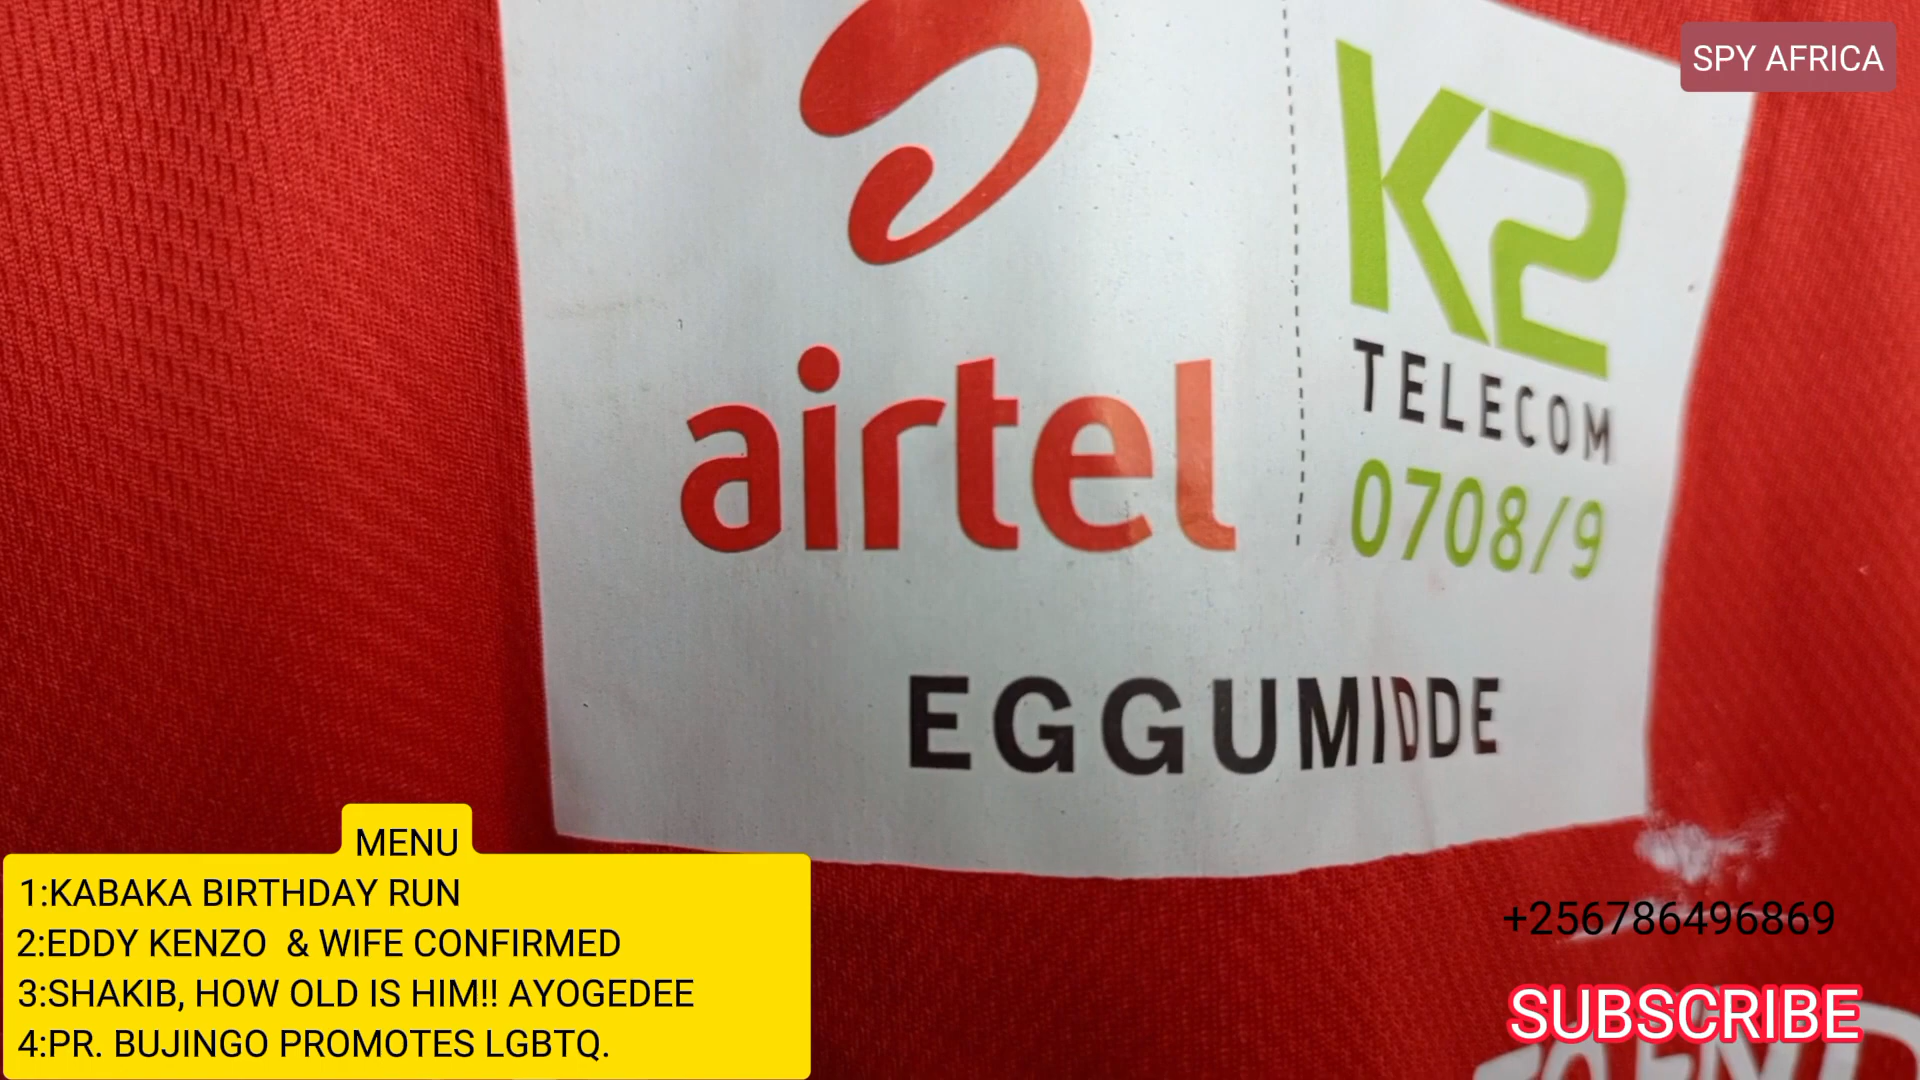 SPY AFRICA
K2
TELECOM
0708/9
airtel
EGGUMIDDE
MENU
1:KABAKA BIRTHDAY RUN
2:EDDY KENZO & WIFE CONFIRMED
3:SHAKIB, HOW OLD IS HIM!! AYOGEDEE
4:PR. BUJINGO PROMOTES LGBTQ.
+256786496869
SUBSCRIBE